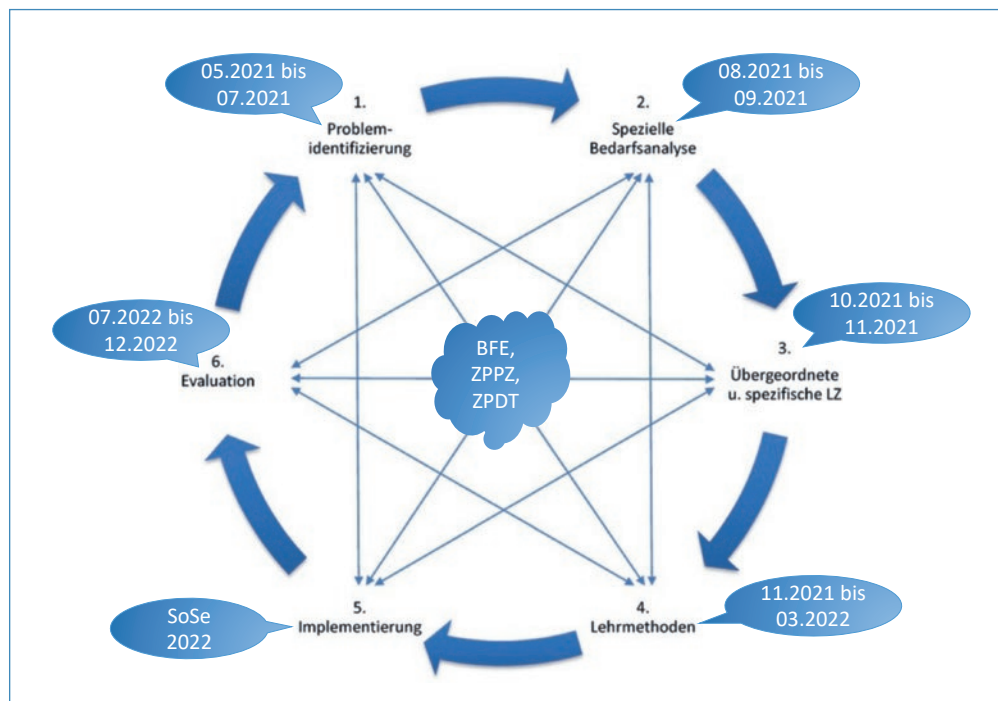 05.2021 bis
07.2021
1.
Problem-
identifizierung
08.2021 bis
09.2021
2.
Spezielle
Bedarfsanalyse
10.2021 bis
11.2021
3.
Übergeordnete
u. spezifische LZ
11.2021 bis
03.2022
4.
Lehrmethoden
SoSe
2022
5.
Implementierung
07.2022 bis
12.2022
6.
Evaluation
BFE,
ZPPZ,
ZPDT